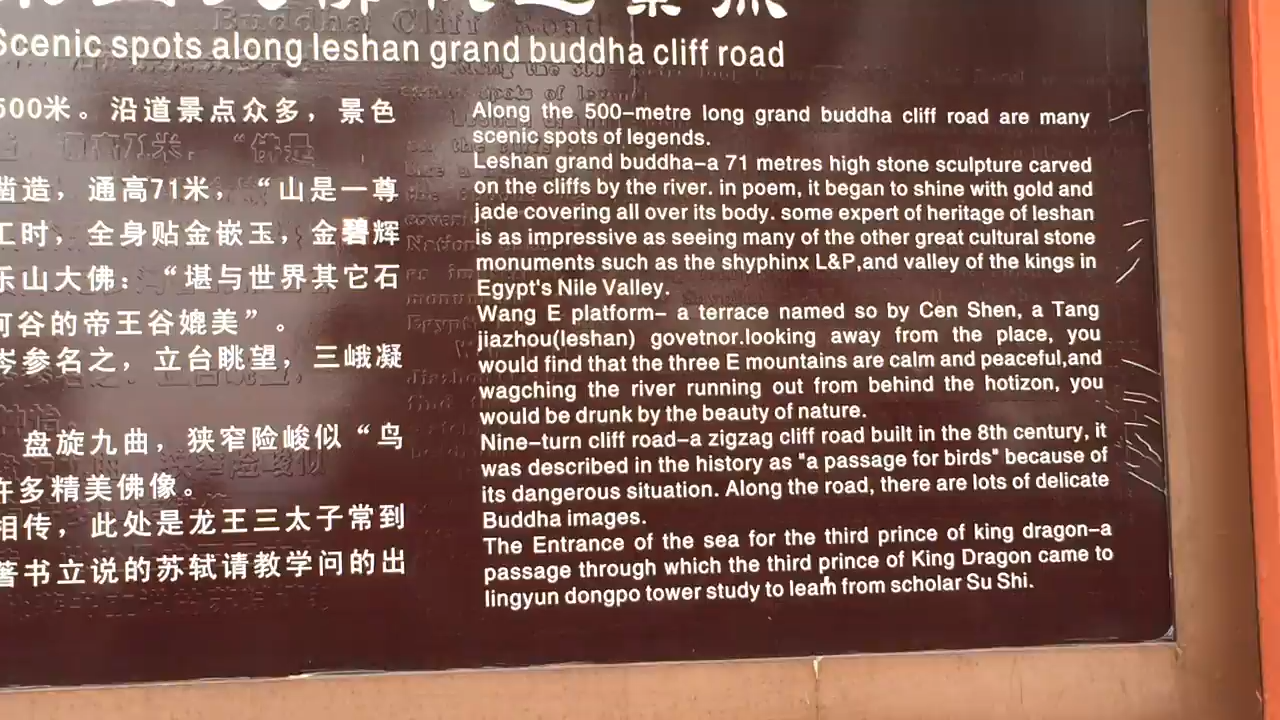 Scenic spots along leshan grand buddha cliff road
500米。沿道景点众多，景色
凿造，通高71米，“山是一尊
工时，全身贴金嵌玉，金碧辉
乐山大佛：“堪与世界其它石
河谷的帝王谷媲美”。
岑参名之，立台眺望，三峨凝
盘旋九曲，狭窄险峻似“鸟
许多精美佛像。
相传，此处是龙王三太子常到
著书立说的苏轼请教学问的出
Along the 500-metre long grand buddha cliff road are many
scenic spots of legends.
Leshan grand buddha-a 71 metres high stone sculpture carved
on the cliffs by the river. in poem, it began to shine with gold and
jade covering all over its body. some expert of heritage of leshan
is as impressive as seeing many of the other great cultural stone
monuments such as the shyphinx L&P,and valley of the kings in
Egypt's Nile Valley.
Wang E platform- a terrace named so by Cen Shen, a Tang
jiazhou(leshan) govetnor.looking away from the place, you
would find that the three E mountains are calm and peaceful,and
wagching the river running out from behind the hotizon, you
would be drunk by the beauty of nature.
Nine-turn cliff road-a zigzag cliff road built in the 8th century, it
was described in the history as "a passage for birds" because of
its dangerous situation. Along the road, there are lots of delicate
Buddha images.
The Entrance of the sea for the third prince of king dragon-a
passage through which the third prince of King Dragon came to
lingyun dongpo tower study to learn from scholar Su Shi.